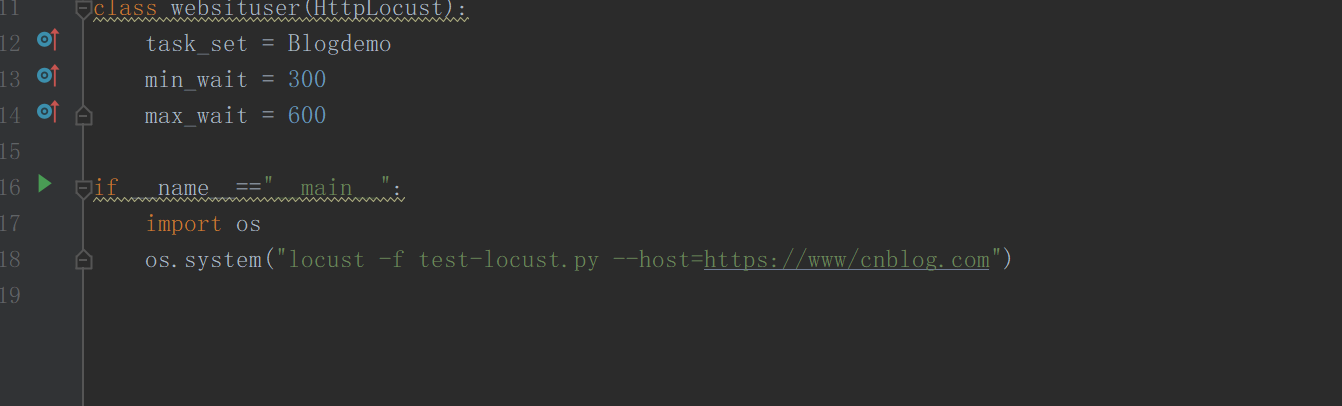 11 class websituser(HttpLocust):
12 task_set = Blogdemo
13 min_wait = 300
14 max_wait = 600
15
16 if __name__=="__main__":
17 import os
18 os.system("locust -f test-locust.py --host=https://www/cnblog.com")
19